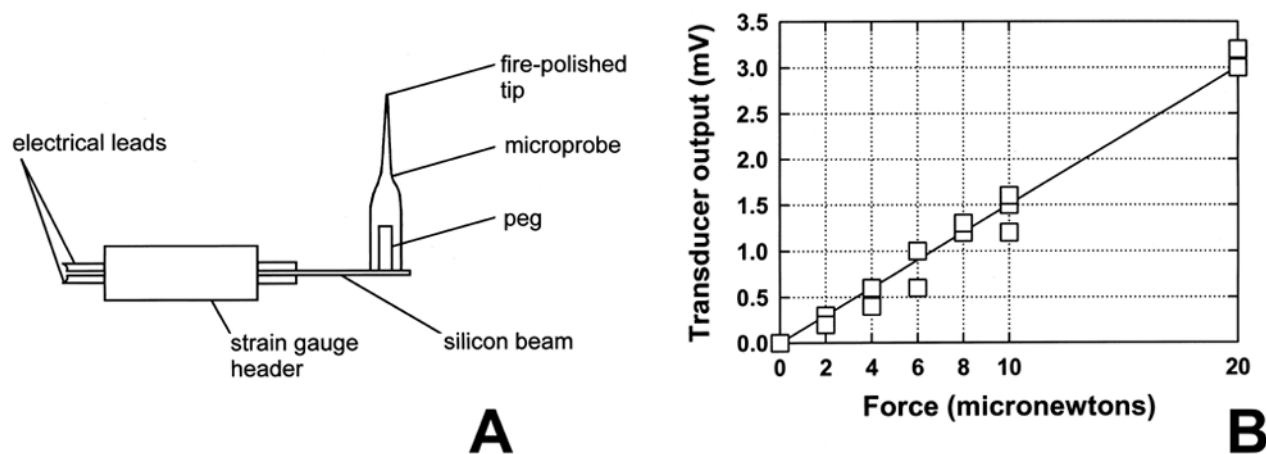 fire-polished
tip
electrical leads
microprobe
peg
strain gauge
header
silicon beam
A
Transducer output (mV)
3.5
3.0
2.5
2.0
1.5
1.0
0.5
0.0
0 2 4 6 8 10 20
Force (micronewtons)
B